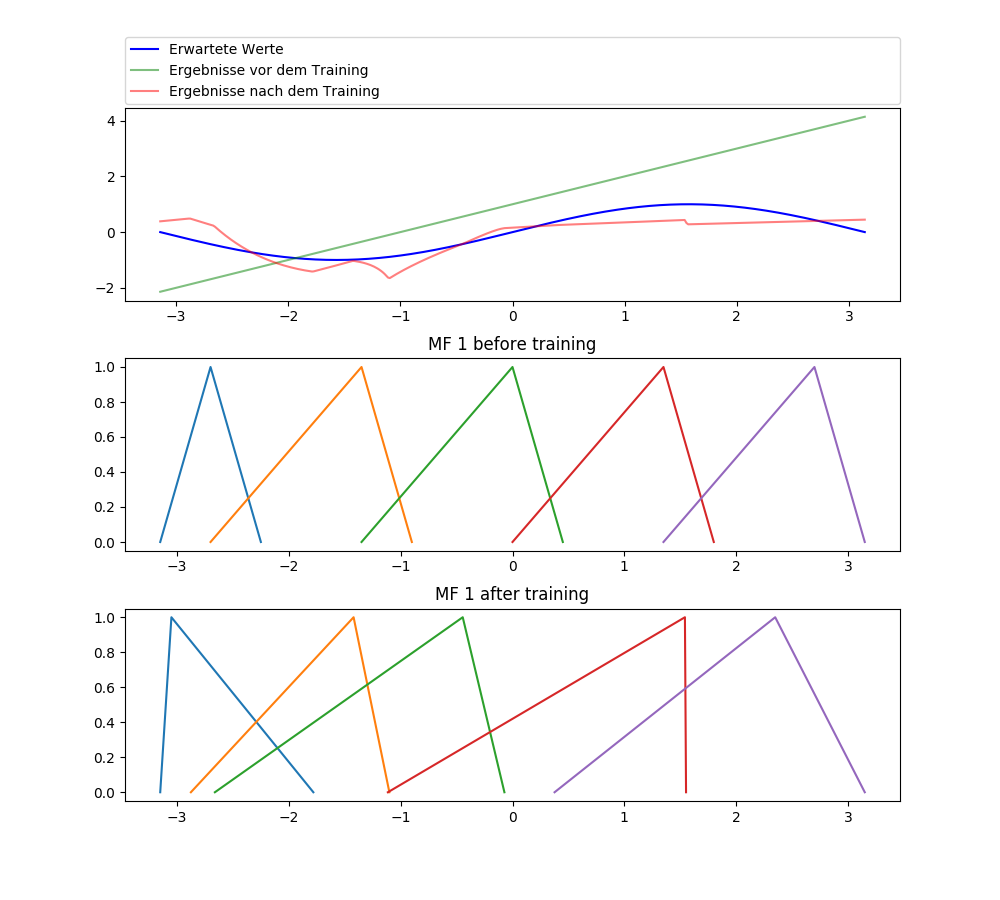 Erwartete Werte
Ergebnisse vor dem Training
Ergebnisse nach dem Training
4
2
0
−2
−3 −2 −1 0 1 2 3
MF 1 before training
1.0
0.8
0.6
0.4
0.2
0.0
−3 −2 −1 0 1 2 3
MF 1 after training
1.0
0.8
0.6
0.4
0.2
0.0
−3 −2 −1 0 1 2 3